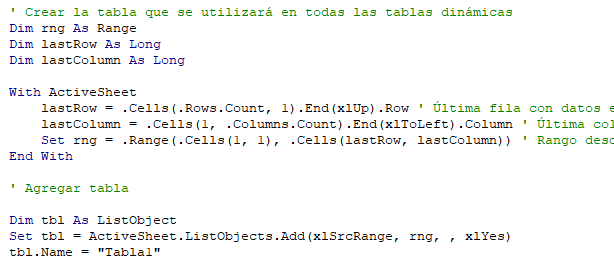 ' Crear la tabla que se utilizará en todas las tablas dinámicas
Dim rng As Range
Dim lastRow As Long
Dim lastColumn As Long
With ActiveSheet
lastRow = .Cells(.Rows.Count, 1).End(xlUp).Row ' Última fila con datos e
lastColumn = .Cells(1, .Columns.Count).End(xlToLeft).Column ' Última col
Set rng = .Range(.Cells(1, 1), .Cells(lastRow, lastColumn)) ' Rango desd
End With
' Agregar tabla
Dim tbl As ListObject
Set tbl = ActiveSheet.ListObjects.Add(xlSrcRange, rng, , xlYes)
tbl.Name = "Tabla1"